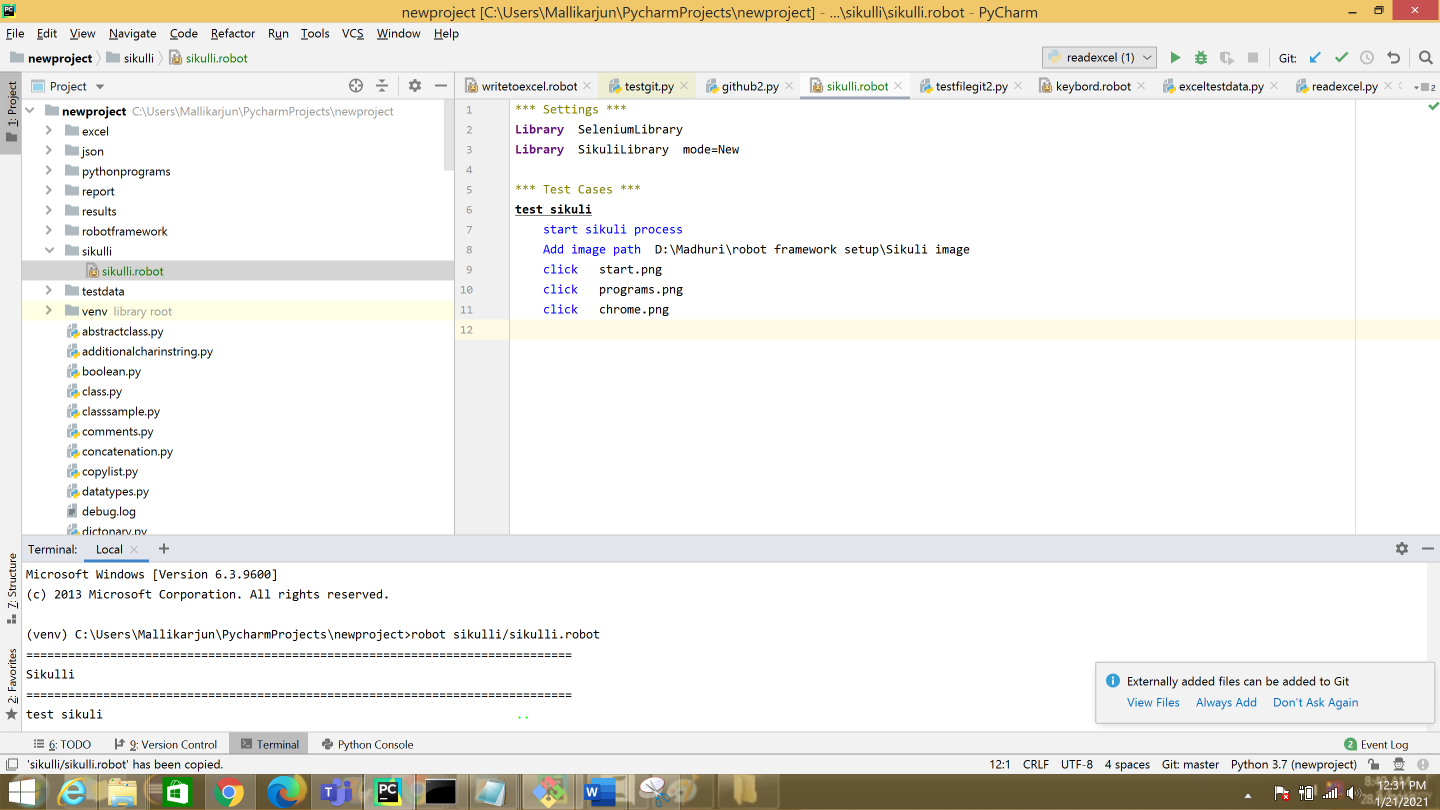 newproject [C:\Users\Mallikarjun\PycharmProjects\newproject] - ...\sikulli\sikulli.robot - PyCharm
File Edit View Navigate Code Refactor Run Tools VCS Window Help
newproject sikulli sikulli.robot readexcel (1) Git:
Project writetoexcel.robot testgit.py github2.py sikulli.robot testfilegit2.py keybord.robot exceltestdata.py readexcel.py 2
1: Project
7: Structure
2: Favorites
newproject C:\Users\Mallikarjun\PycharmProjects\newproject
excel
json
pythonprograms
report
results
robotframework
sikulli
sikulli.robot
testdata
venv library root
abstractclass.py
additionalcharinstring.py
boolean.py
class.py
classsample.py
comments.py
concatenation.py
copylist.py
datatypes.py
debug.log
dictonary.py
1 *** Settings ***
2 Library SeleniumLibrary
3 Library SikuliLibrary mode=New
4
5 *** Test Cases ***
6 test sikuli
7 start sikuli process
8 Add image path D:\Madhuri\robot framework setup\Sikuli image
9 click start.png
10 click programs.png
11 click chrome.png
12
Terminal: Local +
Microsoft Windows [Version 6.3.9600]
(c) 2013 Microsoft Corporation. All rights reserved.
(venv) C:\Users\Mallikarjun\PycharmProjects\newproject>robot sikulli/sikulli.robot
==============================================================================
Sikulli
==============================================================================
test sikuli ..
Externally added files can be added to Git
View Files Always Add Don't Ask Again
6: TODO 9: Version Control Terminal Python Console 2 Event Log
'sikulli/sikulli.robot' has been copied. 12:1 CRLF UTF-8 4 spaces Git: master Python 3.7 (newproject)
12:31 PM
1/21/2021